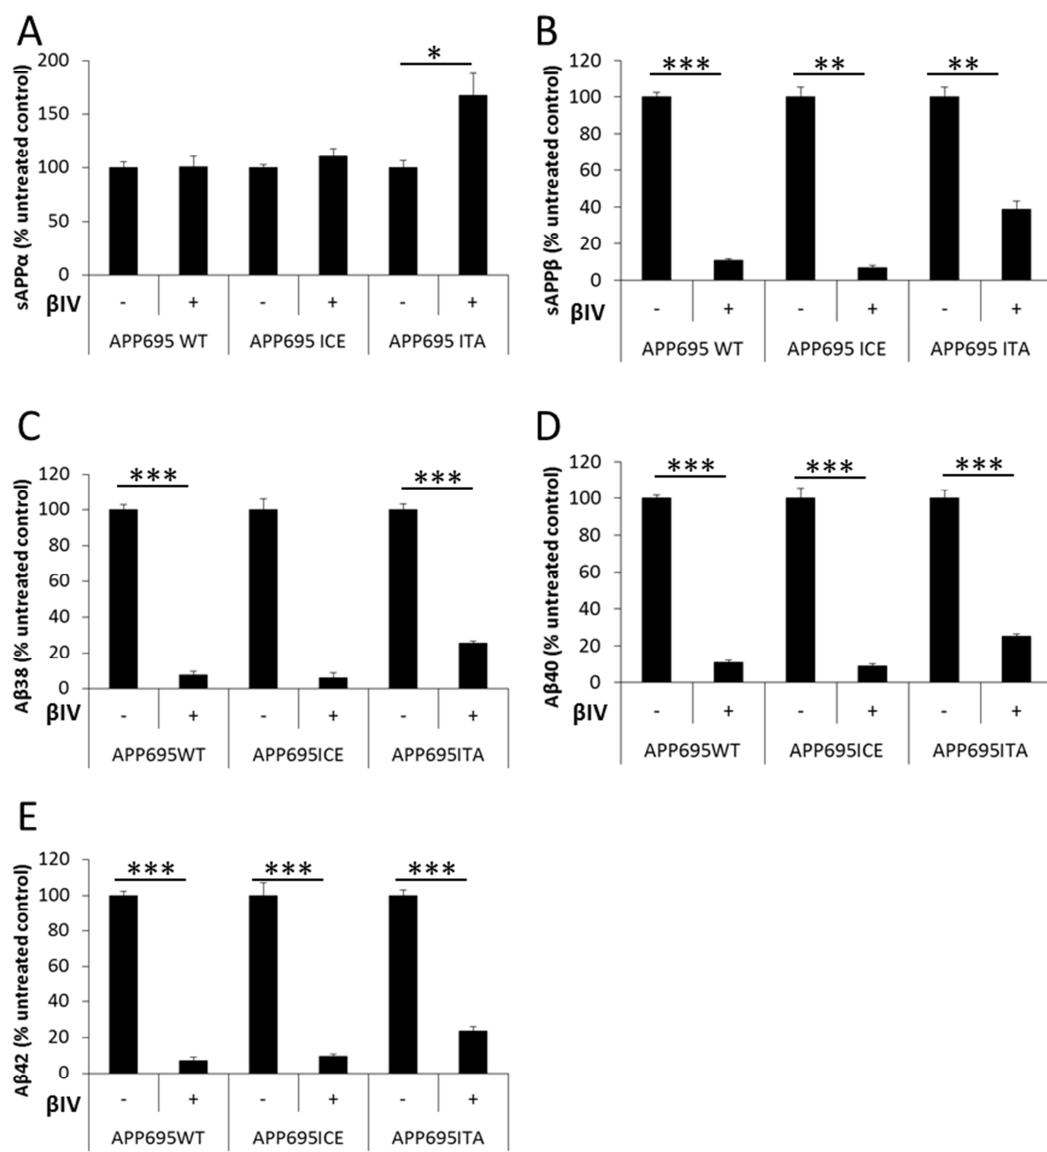 A
sAPPα (% untreated control)
200
150
100
50
0
*
βIV
- + - + - +
APP695 WT APP695 ICE APP695 ITA
B
sAPPβ (% untreated control)
120
100
80
60
40
20
0
*** ** **
βIV
- + - + - +
APP695 WT APP695 ICE APP695 ITA
C
Aβ38 (% untreated control)
120
100
80
60
40
20
0
*** ***
βIV
- + - + - +
APP695WT APP695ICE APP695ITA
D
Aβ40 (% untreated control)
120
100
80
60
40
20
0
*** *** ***
βIV
- + - + - +
APP695WT APP695ICE APP695ITA
E
Aβ42 (% untreated control)
120
100
80
60
40
20
0
*** *** ***
βIV
- + - + - +
APP695WT APP695ICE APP695ITA